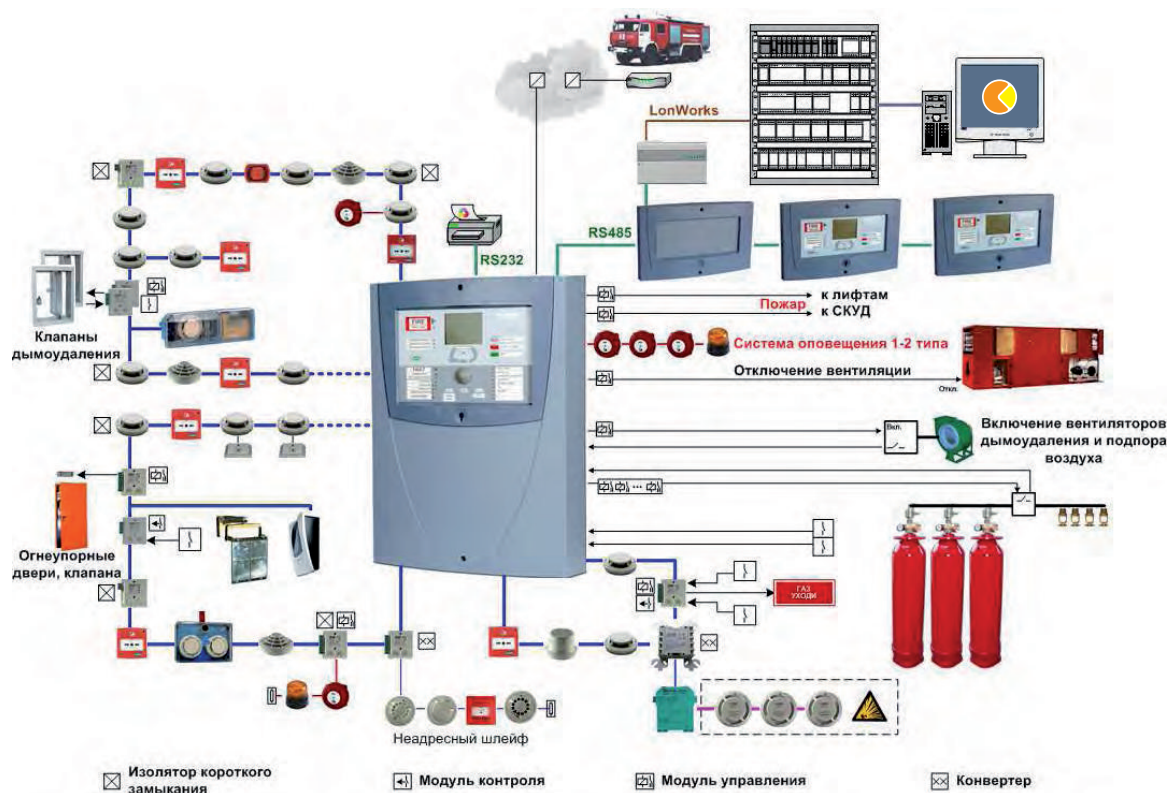 LonWorks
RS485
RS232
к лифтам
Пожар
к СКУД
Система оповещения 1-2 типа
Клапаны
дымоудаления
Отключение вентиляции
Откл.
Вкл.
Включение вентиляторов
дымоудаления и подпора
воздуха
Огнеупорные
двери, клапана
ГАЗ
УХОДИ
Неадресный шлейф
Изолятор короткого
замыкания
Модуль контроля
Модуль управления
Конвертер
FIRE